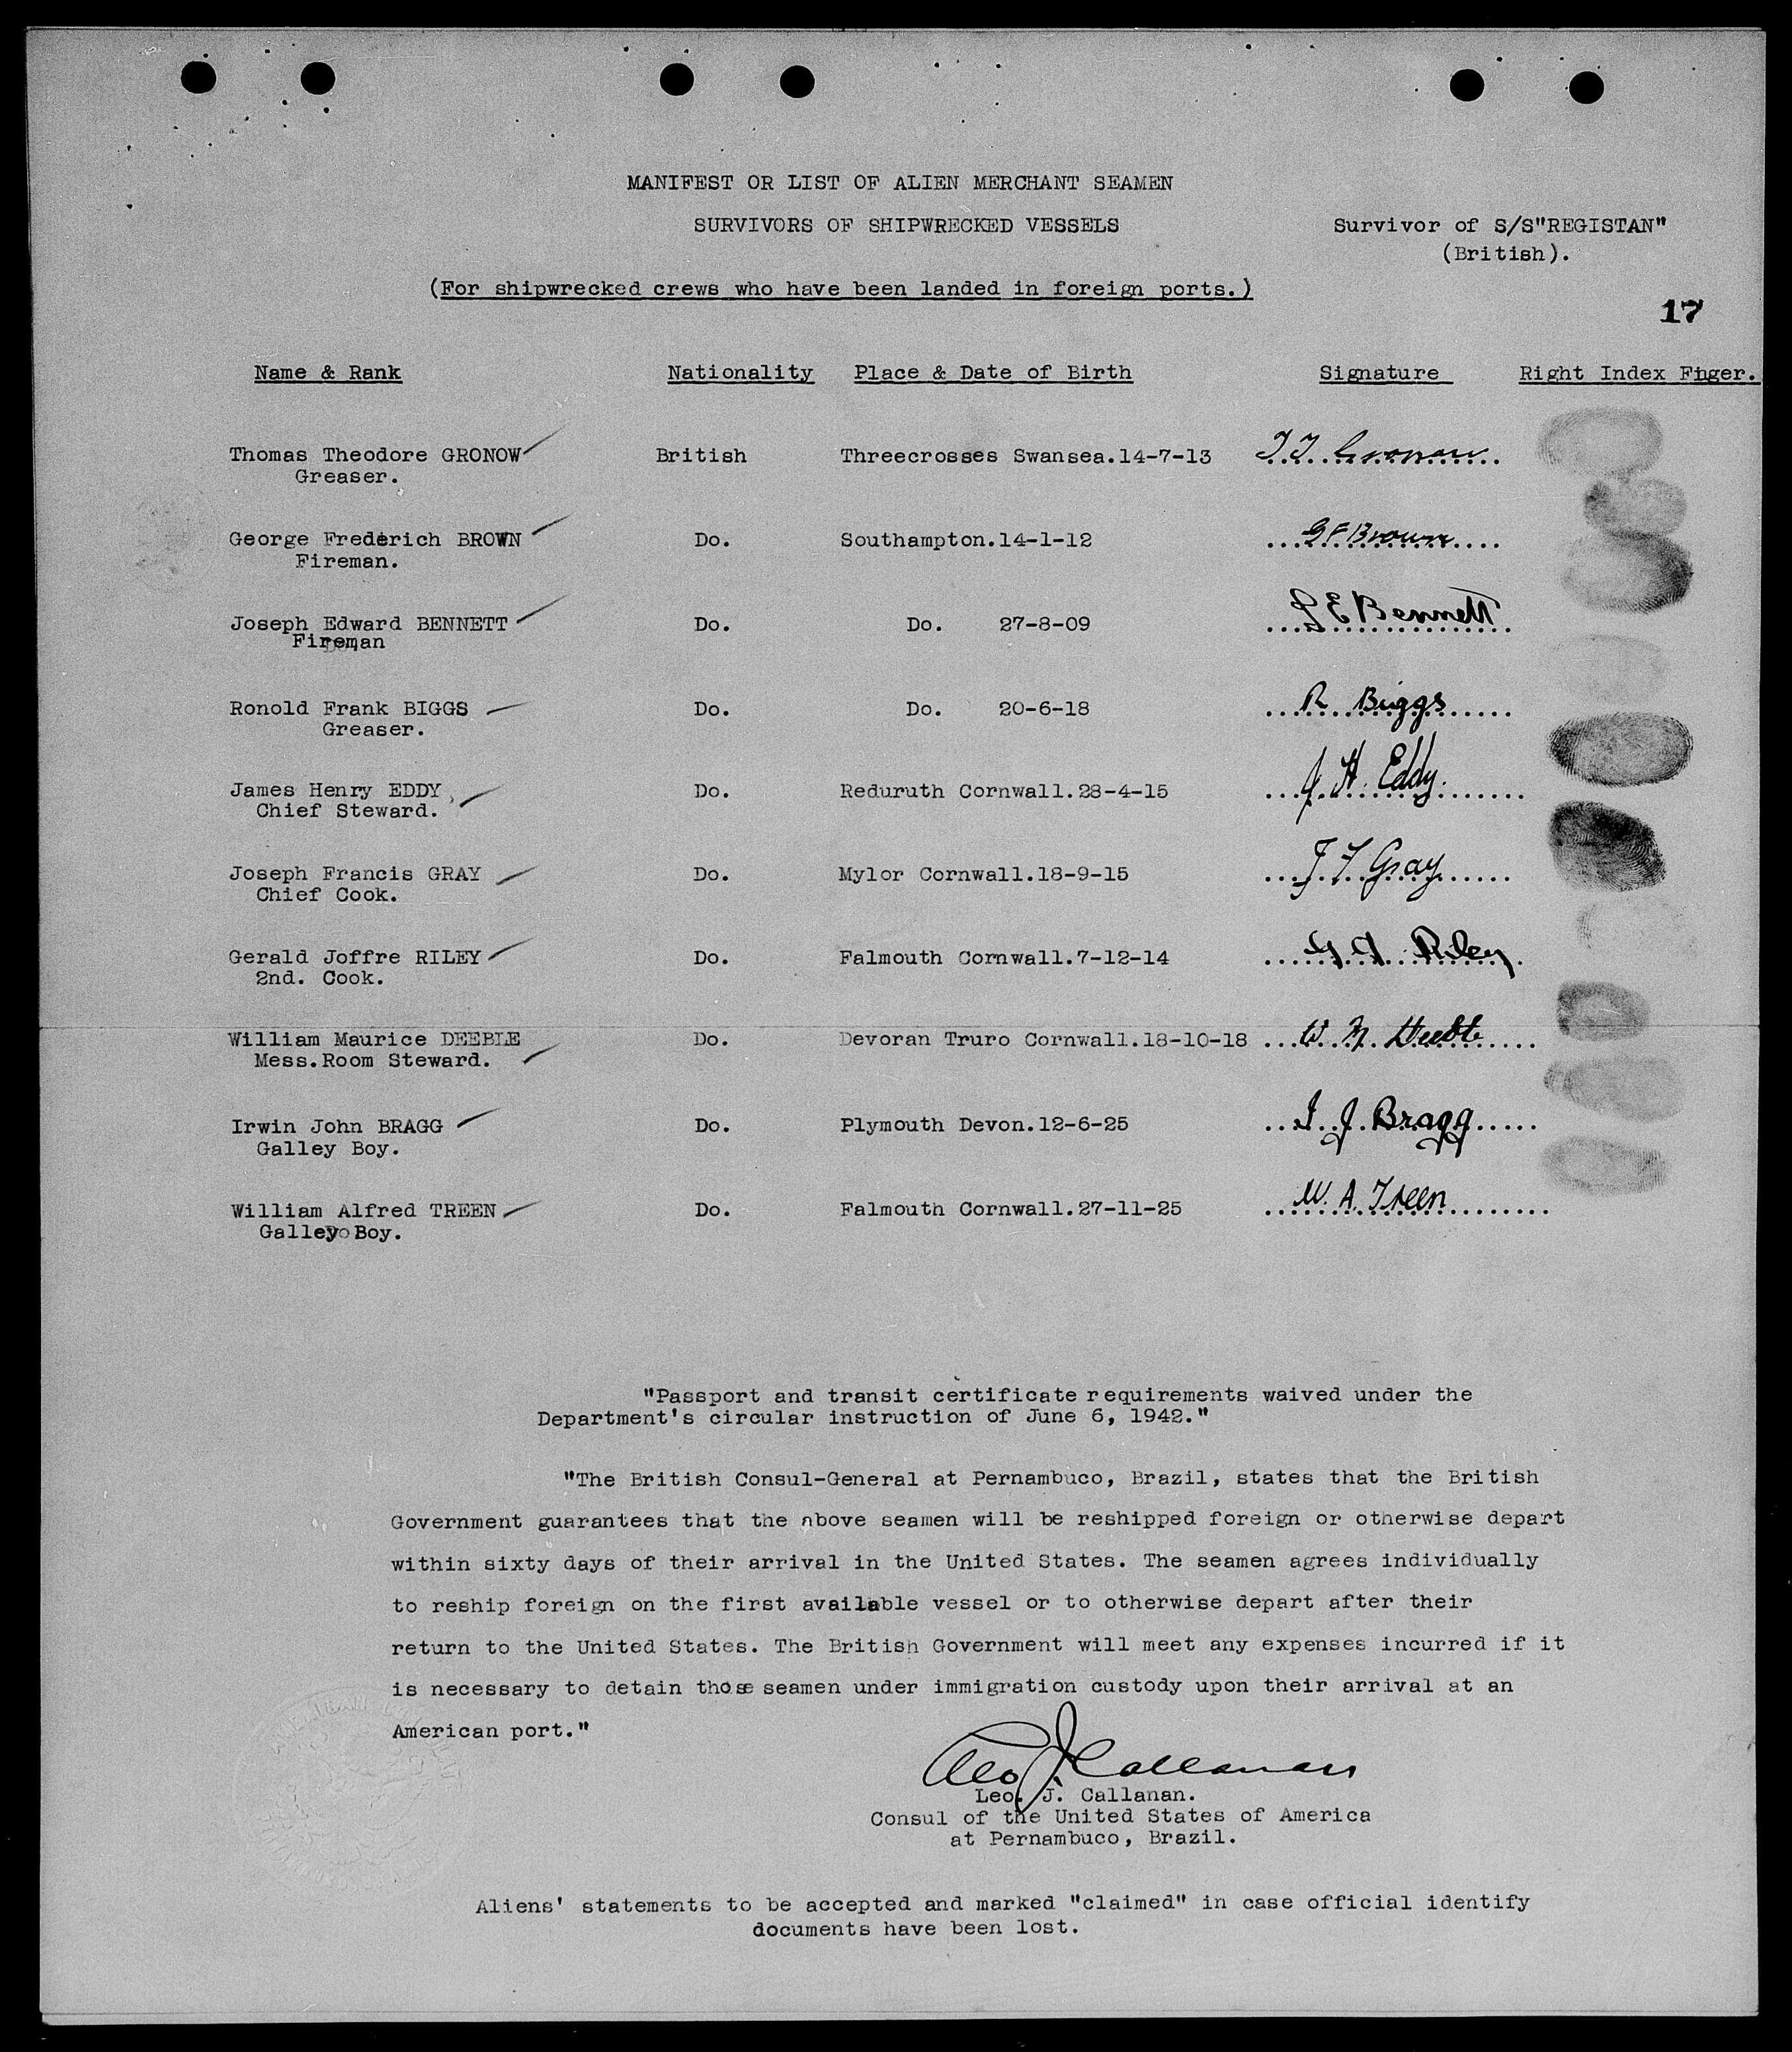 MANIFEST OR LIST OF ALIEN MERCHANT SEAMEN
SURVIVORS OF SHIPWRECKED VESSELS
Survivor of S/S"REGISTAN"
(British).
(For shipwrecked crews who have been landed in foreign ports.)
17
Name & Rank Nationality Place & Date of Birth Signature Right Index Finger.
Thomas Theodore GRONOW British Threecrosses Swansea.14-7-13 T.T. Gronow
Greaser.
George Frederich BROWN Do. Southampton.14-1-12 G F Brown
Fireman.
Joseph Edward BENNETT Do. Do. 27-8-09 J E Bennett
Fireman
Ronold Frank BIGGS Do. Do. 20-6-18 R Biggs
Greaser.
James Henry EDDY, Do. Reduruth Cornwall.28-4-15 J. H. Eddy.
Chief Steward.
Joseph Francis GRAY Do. Mylor Cornwall.18-9-15 J. F. Gray
Chief Cook.
Gerald Joffre RILEY Do. Falmouth Cornwall.7-12-14 G J Riley
2nd. Cook.
William Maurice DEEBLE Do. Devoran Truro Cornwall.18-10-18 W. M. Deeble
Mess.Room Steward.
Irwin John BRAGG Do. Plymouth Devon.12-6-25 I. J. Bragg
Galley Boy.
William Alfred TREEN Do. Falmouth Cornwall.27-11-25 W. A. Treen
Galley Boy.
"Passport and transit certificate requirements waived under the
Department's circular instruction of June 6, 1942."
"The British Consul-General at Pernambuco, Brazil, states that the British
Government guarantees that the above seamen will be reshipped foreign or otherwise depart
within sixty days of their arrival in the United States. The seamen agrees individually
to reship foreign on the first available vessel or to otherwise depart after their
return to the United States. The British Government will meet any expenses incurred if it
is necessary to detain those seamen under immigration custody upon their arrival at an
American port."
Leo J. Callanan
Leo. J. Callanan.
Consul of the United States of America
at Pernambuco, Brazil.
Aliens' statements to be accepted and marked "claimed" in case official identify
documents have been lost.